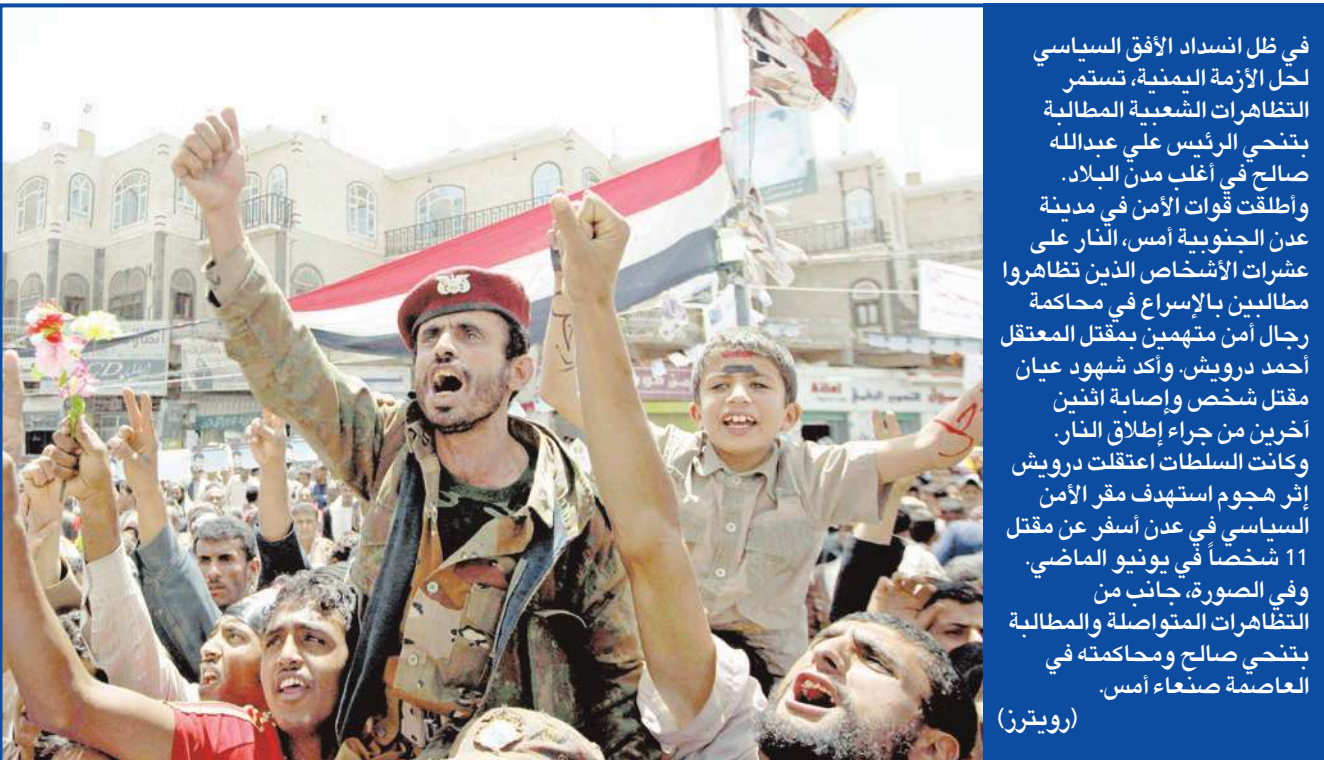 في ظل انسداد الأفق السياسي
لحل الأزمة اليمنية، تستمر
التظاهرات الشعبية المطالبة
بتنحي الرئيس علي عبدالله
صالح في أغلب مدن البلاد.
وأطلقت قوات الأمن في مدينة
عدن الجنوبية أمس، النار على
عشرات الأشخاص الذين تظاهروا
مطالبين بالإسراع في محاكمة
رجال أمن متهمين بمقتل المعتقل
أحمد درويش. وأكد شهود عيان
مقتل شخص وإصابة اثنين
آخرين من جراء إطلاق النار.
وكانت السلطات اعتقلت درويش
إثر هجوم استهدف مقر الأمن
السياسي في عدن أسفر عن مقتل
11 شخصاً في يونيو الماضي.
وفي الصورة، جانب من
التظاهرات المتواصلة والمطالبة
بتنحي صالح ومحاكمته في
العاصمة صنعاء أمس.
(رويترز)